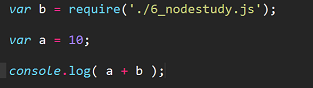 var b = require('./6_nodestudy.js');
var a = 10;
console.log( a + b );